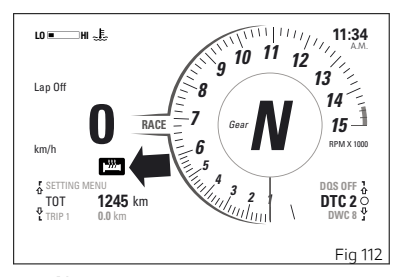 LO HI
11:34
A.M.
Lap Off
0
km/h
RACE
Gear
N
1
2
3
4
5
6
7
8
9
10
11
12
13
14
15
RPM X 1000
SETTING MENU
TOT 1245 km
TRIP 1 0.0 km
DQS OFF
DTC 2
DWC 8
Fig 112